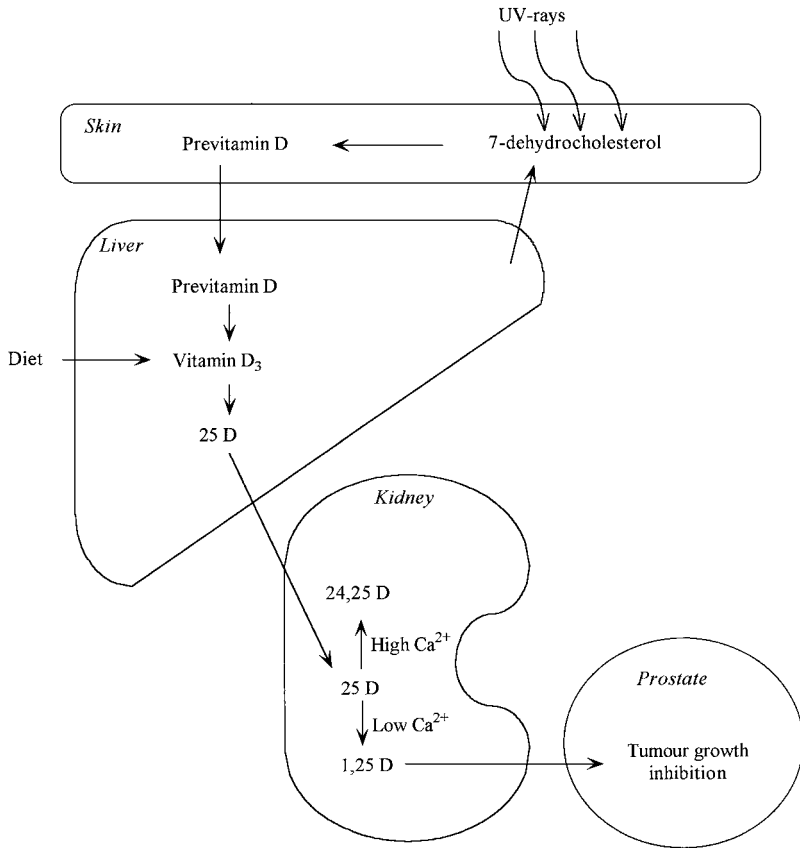 UV-rays
Skin
Previtamin D
7-dehydrocholesterol
Liver
Previtamin D
Diet
Vitamin D₃
25 D
Kidney
24,25 D
High Ca²⁺
25 D
Low Ca²⁺
1,25 D
Prostate
Tumour growth
inhibition